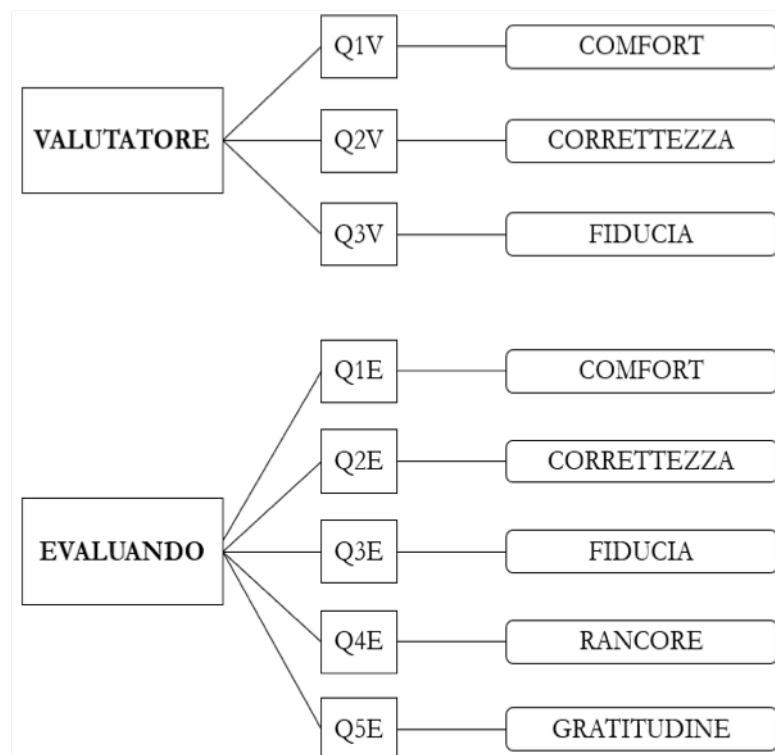 Q1V COMFORT
VALUTATORE Q2V CORRETTEZZA
Q3V FIDUCIA
Q1E COMFORT
Q2E CORRETTEZZA
EVALUANDO Q3E FIDUCIA
Q4E RANCORE
Q5E GRATITUDINE